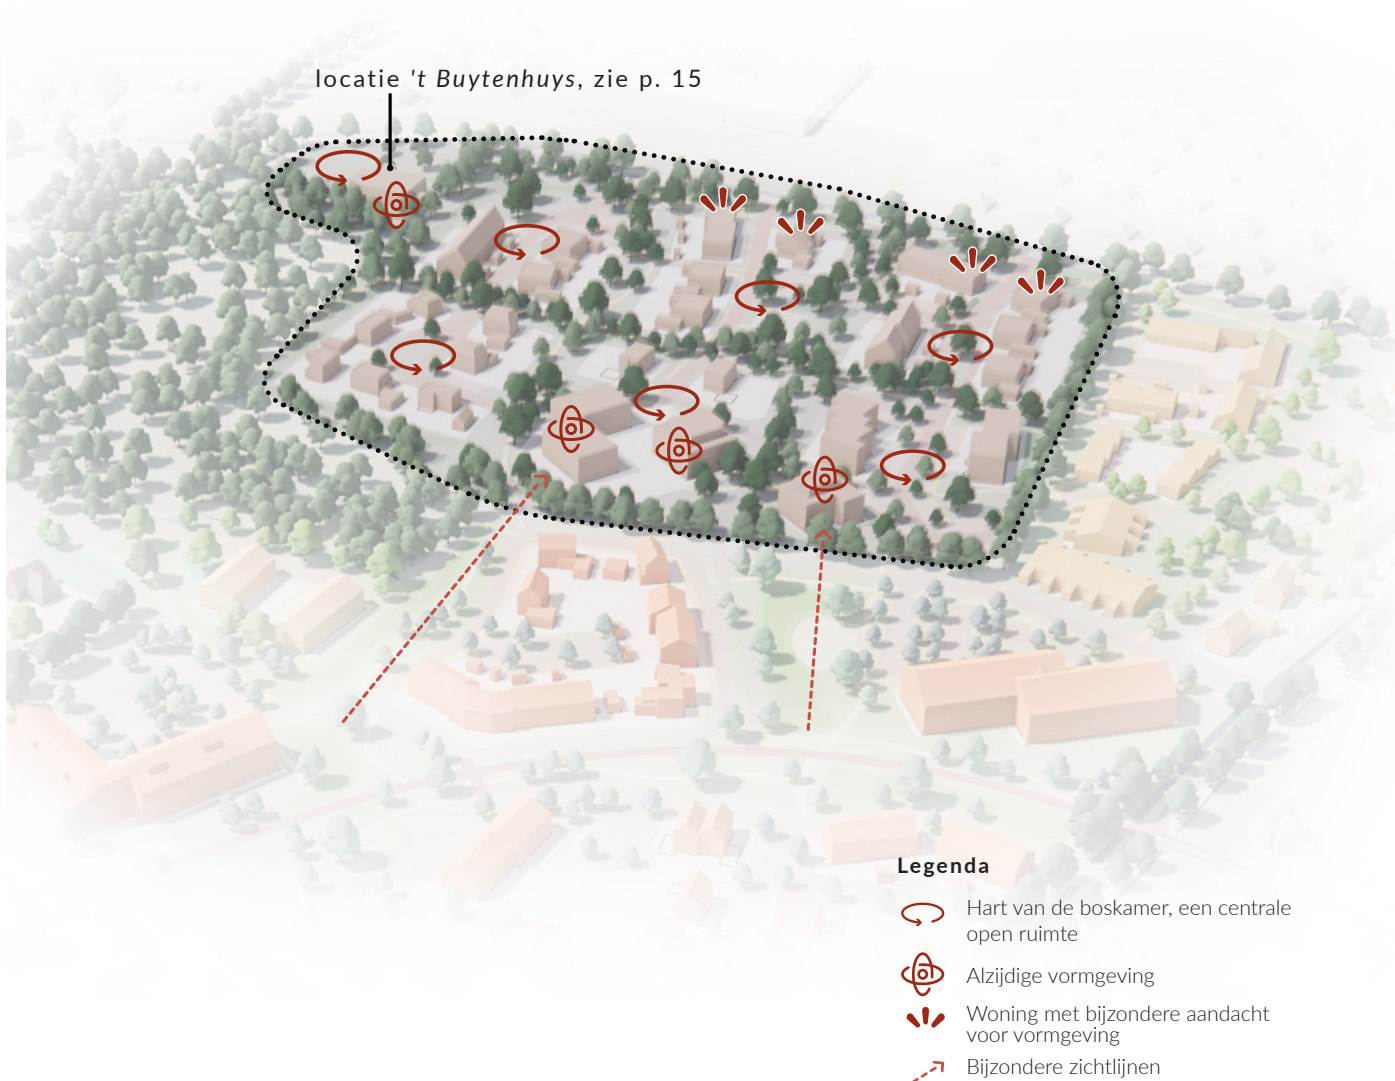 locatie 't Buytenhuys, zie p. 15
Legenda
Hart van de boskamer, een centrale
open ruimte
Alzijdige vormgeving
Woning met bijzondere aandacht
voor vormgeving
Bijzondere zichtlijnen